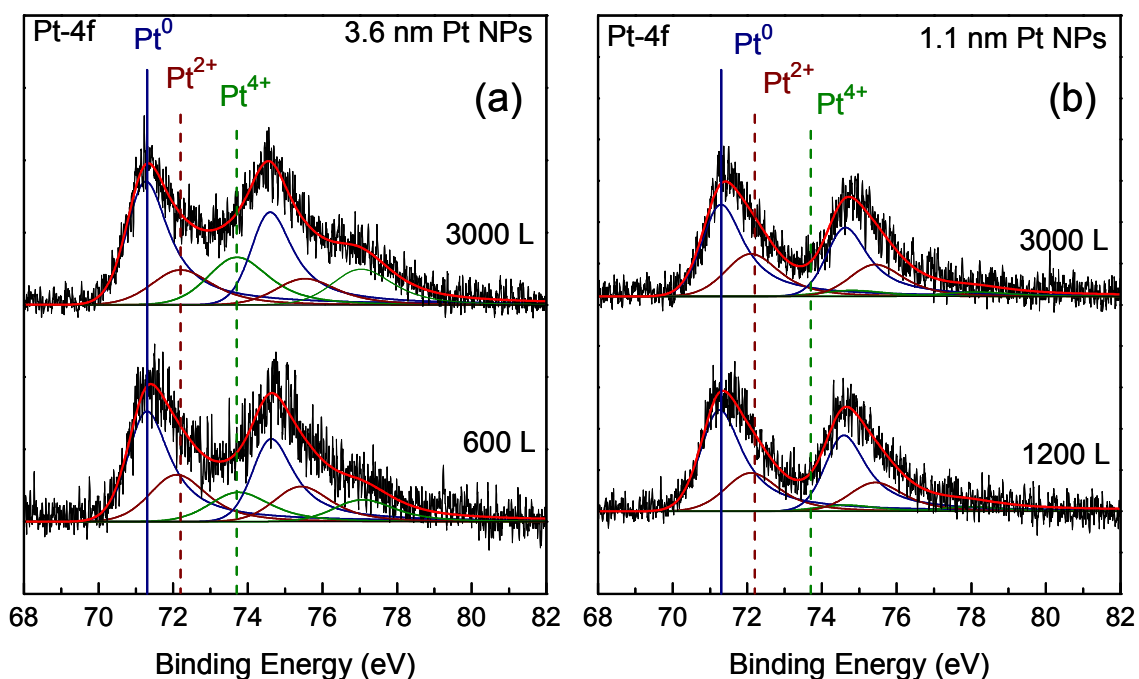 Pt-4f
3.6 nm Pt NPs
Pt⁰
Pt²⁺
Pt⁴⁺
(a)
3000 L
600 L
68 70 72 74 76 78 80 82
Binding Energy (eV)
Pt-4f
1.1 nm Pt NPs
Pt⁰
Pt²⁺
Pt⁴⁺
(b)
3000 L
1200 L
68 70 72 74 76 78 80 82
Binding Energy (eV)